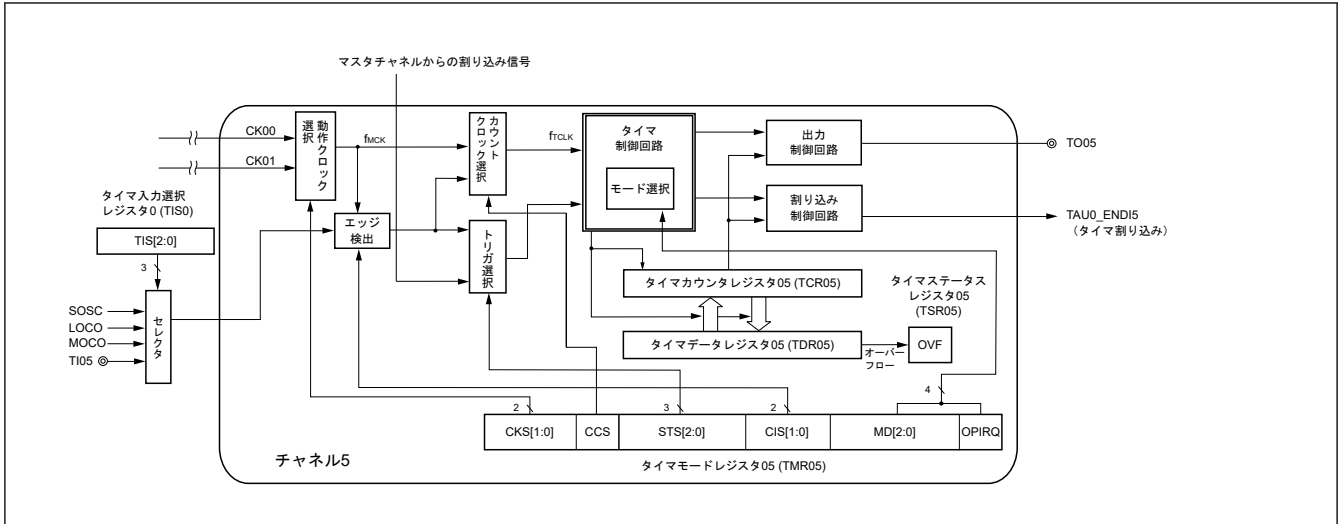 マスタチャネルからの割り込み信号
CK00
CK01
動作クロック
選択
fMCK
カウント
クロック選択
fTCLK
タイマ
制御回路
モード選択
出力
制御回路
TO05
割り込み
制御回路
TAU0_ENDI5
(タイマ割り込み)
タイマ入力選択
レジスタ0 (TIS0)
TIS[2:0]
3
エッジ
検出
トリガ選択
SOSC
LOCO
MOCO
TI05
セレクタ
タイマカウンタレジスタ05 (TCR05)
タイマデータレジスタ05 (TDR05)
タイマステータス
レジスタ05
(TSR05)
オーバー
フロー
OVF
2
3
2
4
CKS[1:0]
CCS
STS[2:0]
CIS[1:0]
MD[2:0]
OPIRQ
チャネル5
タイマモードレジスタ05 (TMR05)